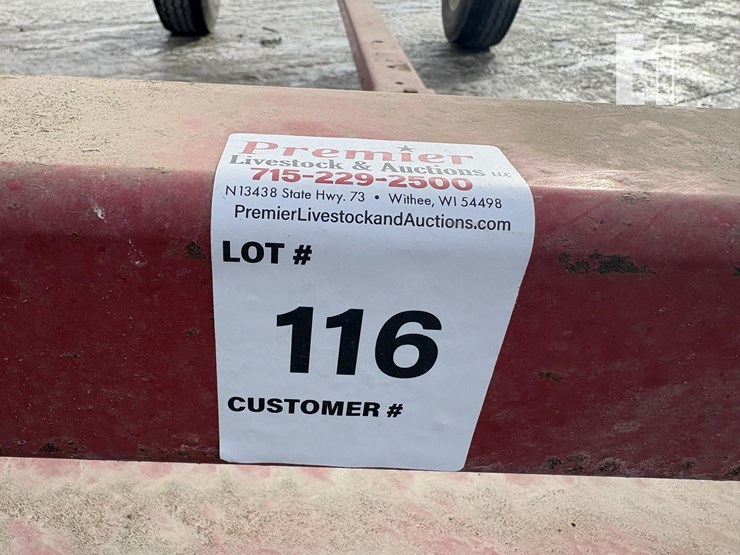 Premier
Livestock & Auctions LLC
715-229-2500
N13438 State Hwy. 73 • Withee, WI 54498
PremierLivestockandAuctions.com
LOT #
116
CUSTOMER #